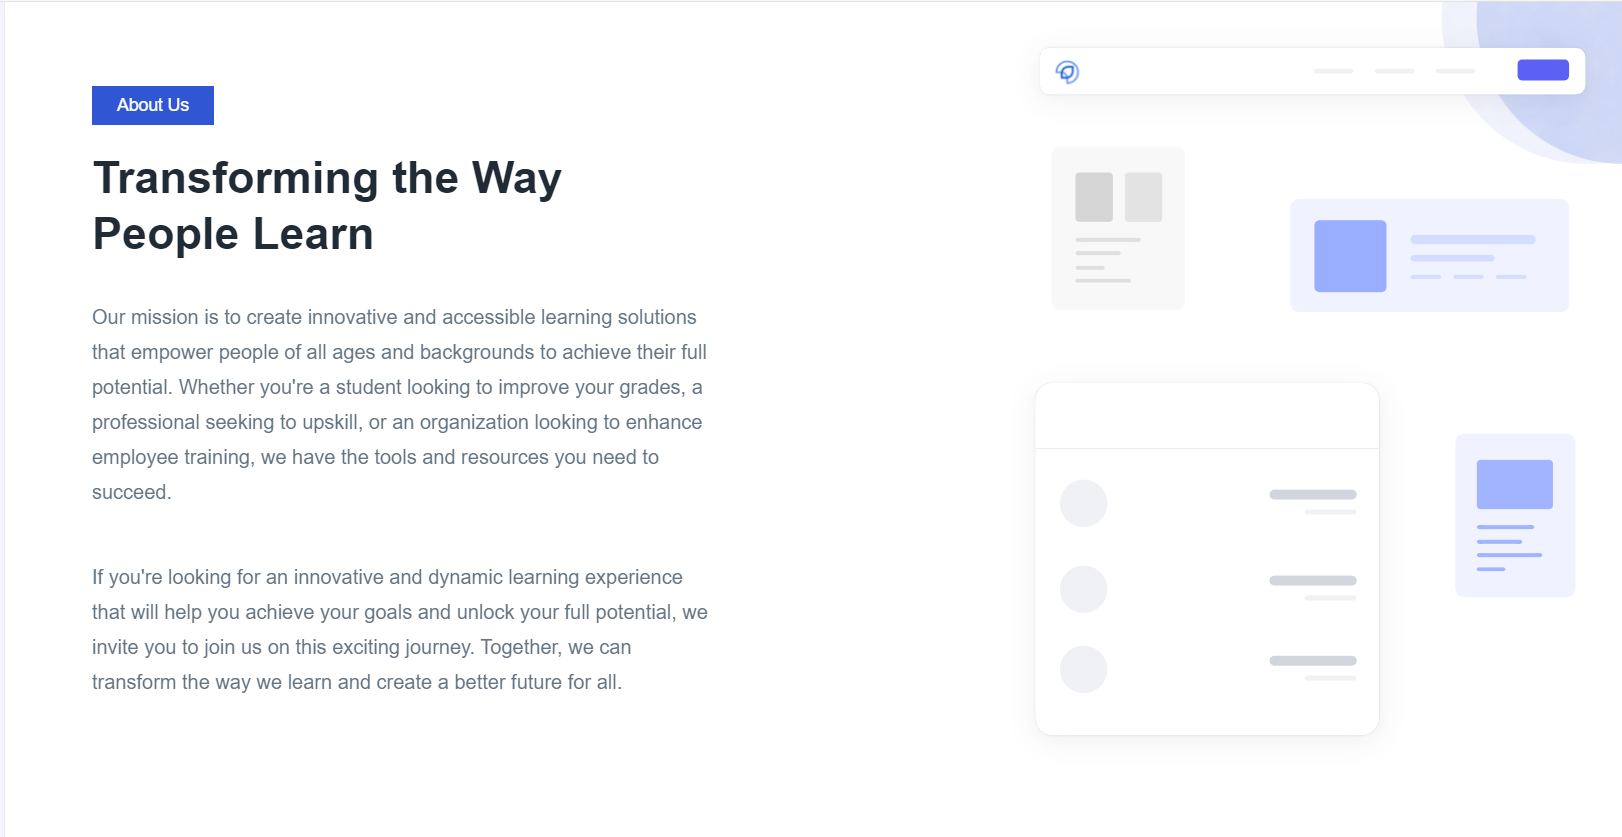 About Us
Transforming the Way
People Learn
Our mission is to create innovative and accessible learning solutions
that empower people of all ages and backgrounds to achieve their full
potential. Whether you're a student looking to improve your grades, a
professional seeking to upskill, or an organization looking to enhance
employee training, we have the tools and resources you need to
succeed.
If you're looking for an innovative and dynamic learning experience
that will help you achieve your goals and unlock your full potential, we
invite you to join us on this exciting journey. Together, we can
transform the way we learn and create a better future for all.